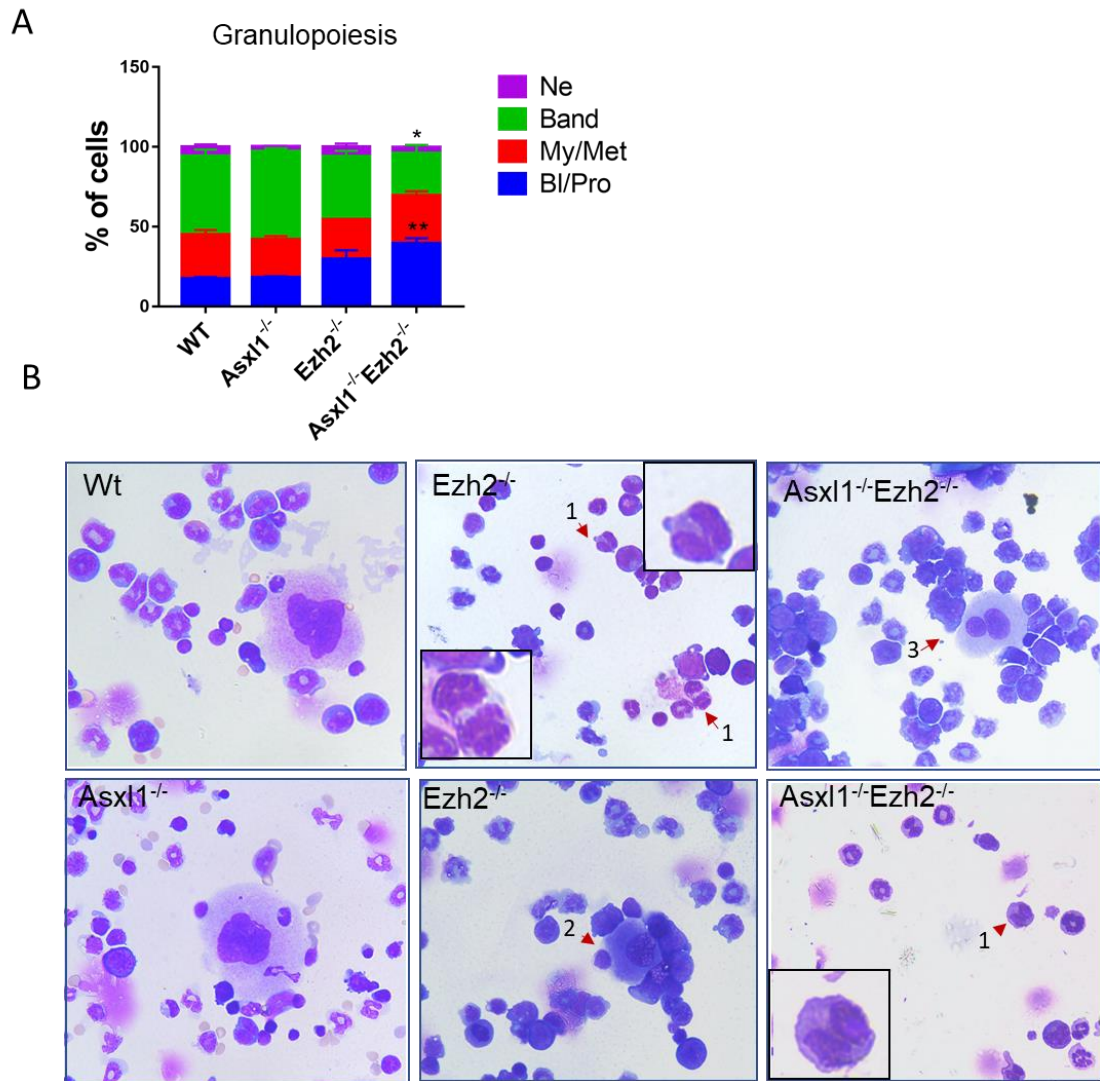 A
Granulopoiesis
% of cells
150
100
50
0
*
**
WT
Asxl1-/-
Ezh2-/-
Asxl1-/-Ezh2-/-
Ne
Band
My/Met
Bl/Pro
B
Wt
Ezh2-/-
1
1
Asxl1-/-Ezh2-/-
3
Asxl1-/-
Ezh2-/-
2
Asxl1-/-Ezh2-/-
1